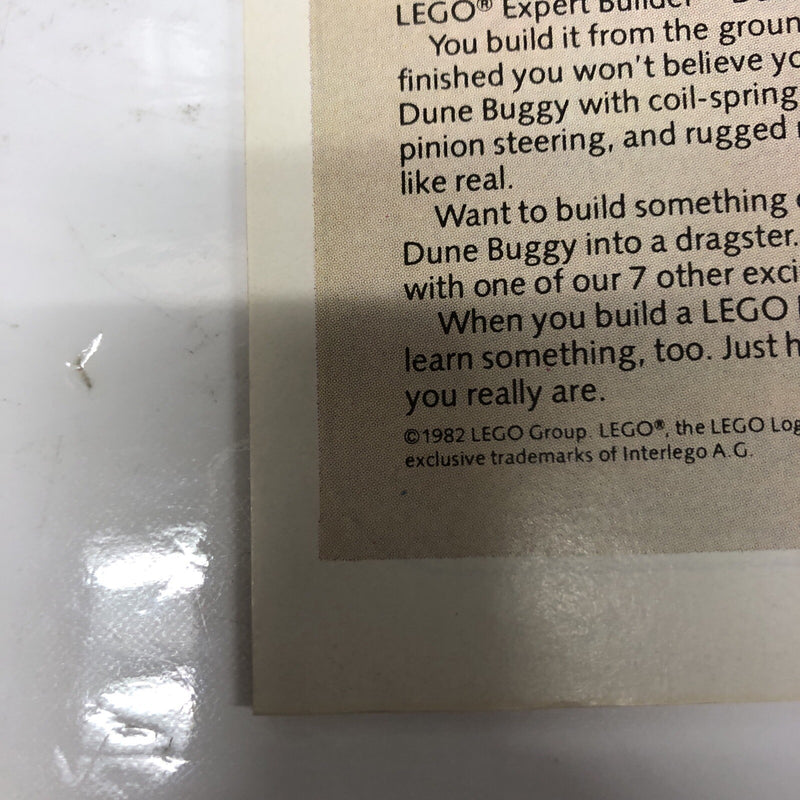 LEGO® Expert Builder
You build it from the groun
finished you won't believe yo
Dune Buggy with coil-spring
pinion steering, and rugged
like real.
Want to build something
Dune Buggy into a dragster.
with one of our 7 other exci
When you build a LEGO
learn something, too. Just h
you really are.
©1982 LEGO Group. LEGO®, the LEGO Log
exclusive trademarks of Interlego A.G.